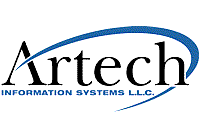 Artech
INFORMATION SYSTEMS L.L.C.